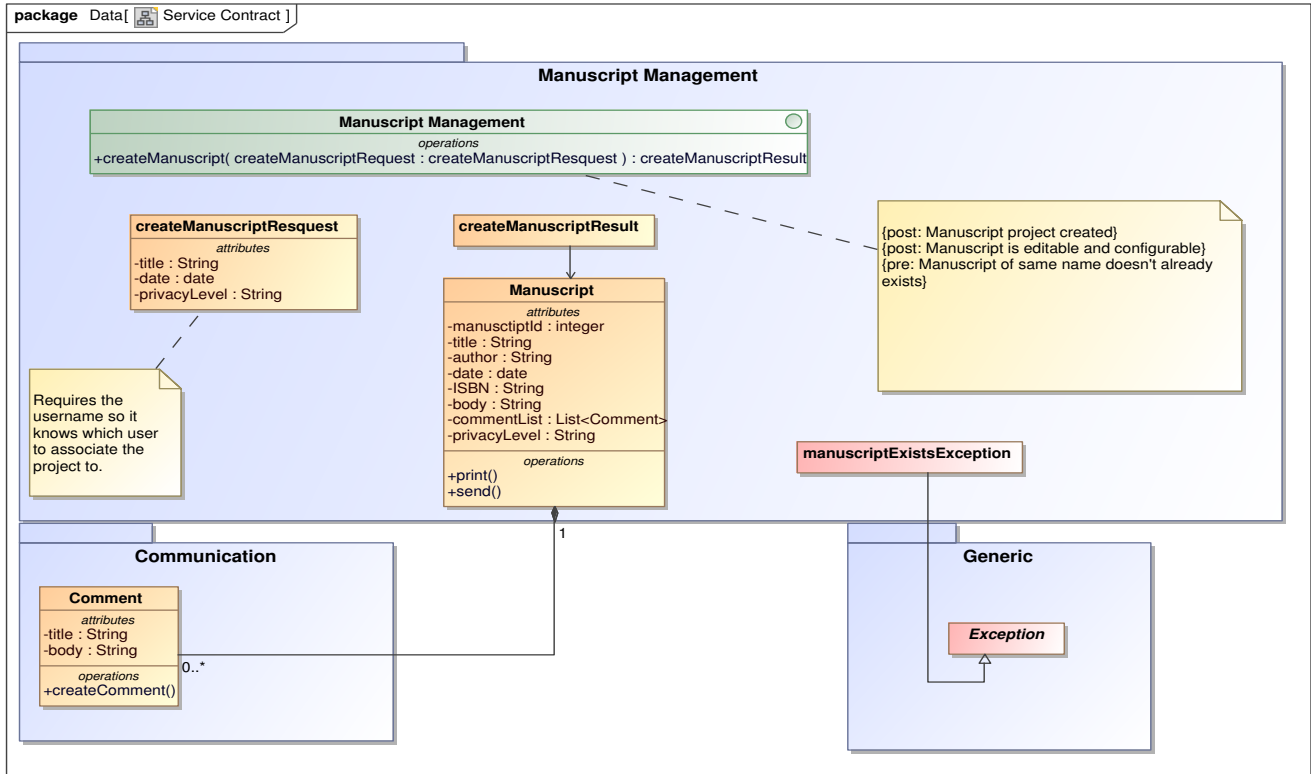 package Data[ Service Contract ]
Manuscript Management
Manuscript Management
operations
+createManuscript( createManuscriptRequest : createManuscriptResquest ) : createManuscriptResult
createManuscriptResquest
attributes
-title : String
-date : date
-privacyLevel : String
createManuscriptResult
{post: Manuscript project created}
{post: Manuscript is editable and configurable}
{pre: Manuscript of same name doesn't already
exists}
Manuscript
attributes
-manusctiptId : integer
-title : String
-author : String
-date : date
-ISBN : String
-body : String
-commentList : List<Comment>
-privacyLevel : String
operations
+print()
+send()
Requires the
username so it
knows which user
to associate the
project to.
manuscriptExistsException
1
Communication
Comment
attributes
-title : String
-body : String
operations
+createComment()
0..*
Generic
Exception